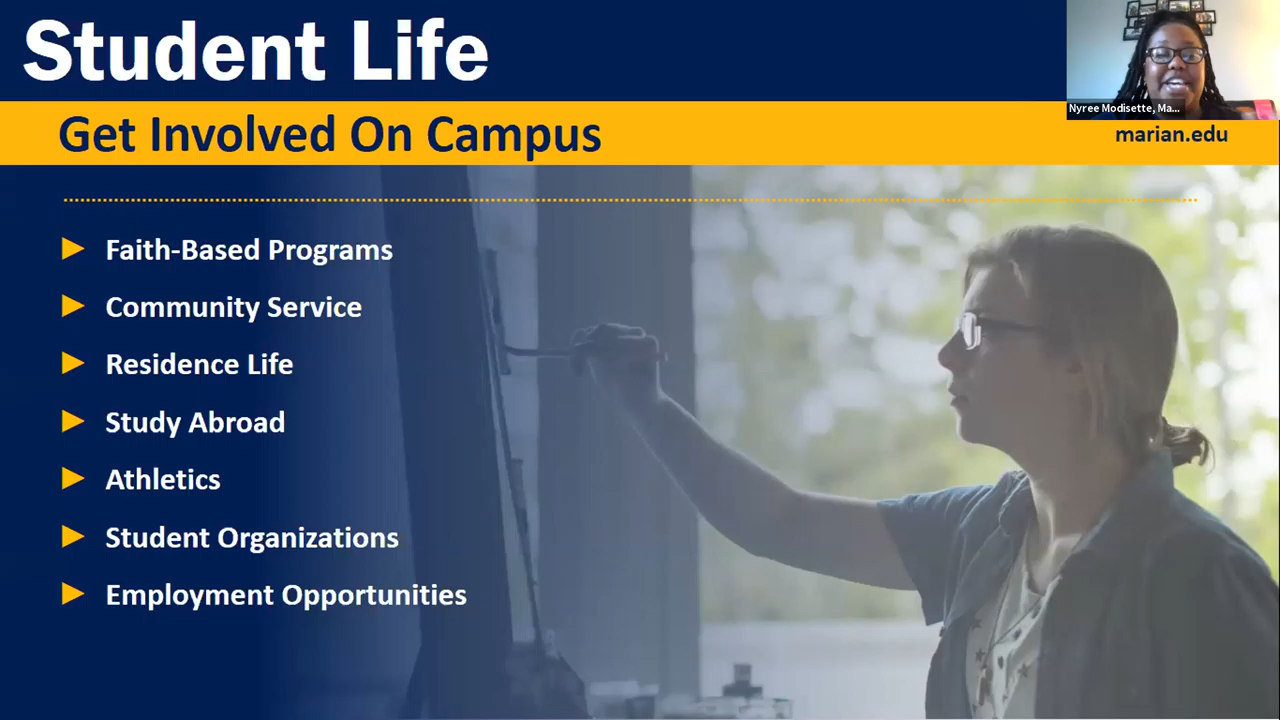 Student Life
Nyree Modisette, Ma...
Get Involved On Campus
marian.edu
Faith-Based Programs
Community Service
Residence Life
Study Abroad
Athletics
Student Organizations
Employment Opportunities